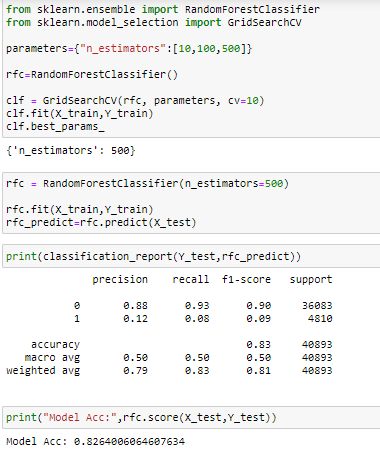 from sklearn.ensemble import RandomForestClassifier
from sklearn.model_selection import GridSearchCV
parameters={"n_estimators":[10,100,500]}
rfc=RandomForestClassifier()
clf = GridSearchCV(rfc, parameters, cv=10)
clf.fit(X_train,Y_train)
clf.best_params_
{'n_estimators': 500}
rfc = RandomForestClassifier(n_estimators=500)
rfc.fit(X_train,Y_train)
rfc_predict=rfc.predict(X_test)
print(classification_report(Y_test,rfc_predict))
precision recall f1-score support
0 0.88 0.93 0.90 36083
1 0.12 0.08 0.09 4810
accuracy 0.83 40893
macro avg 0.50 0.50 0.50 40893
weighted avg 0.79 0.83 0.81 40893
print("Model Acc:",rfc.score(X_test,Y_test))
Model Acc: 0.8264006064607634